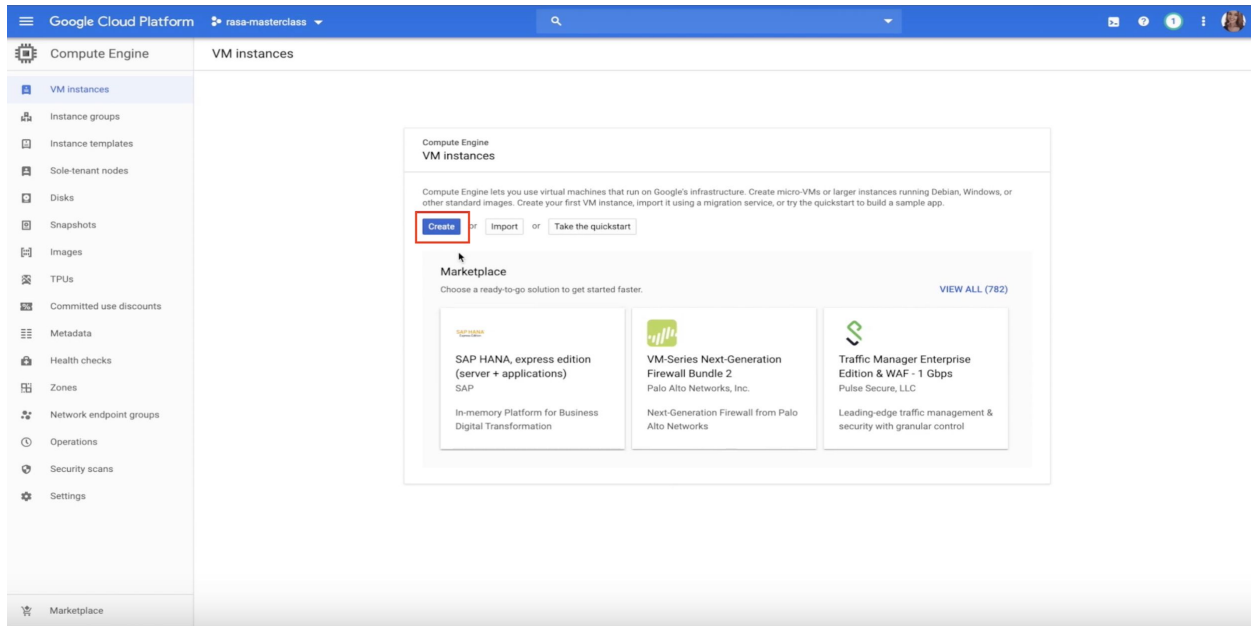 Google Cloud Platform
rasa-masterclass
1
Compute Engine
VM instances
VM instances
Instance groups
Instance templates
Sole-tenant nodes
Disks
Snapshots
Images
TPUs
Committed use discounts
Metadata
Health checks
Zones
Network endpoint groups
Operations
Security scans
Settings
Marketplace
Compute Engine
VM instances
Compute Engine lets you use virtual machines that run on Google's infrastructure. Create micro-VMs or larger instances running Debian, Windows, or
other standard images. Create your first VM instance, import it using a migration service, or try the quickstart to build a sample app.
Create or Import or Take the quickstart
Marketplace
Choose a ready-to-go solution to get started faster.
VIEW ALL (782)
SAP HANA
SAP HANA, express edition
(server + applications)
SAP
In-memory Platform for Business
Digital Transformation
VM-Series Next-Generation
Firewall Bundle 2
Palo Alto Networks, Inc.
Next-Generation Firewall from Palo
Alto Networks
Traffic Manager Enterprise
Edition & WAF - 1 Gbps
Pulse Secure, LLC
Leading-edge traffic management &
security with granular control